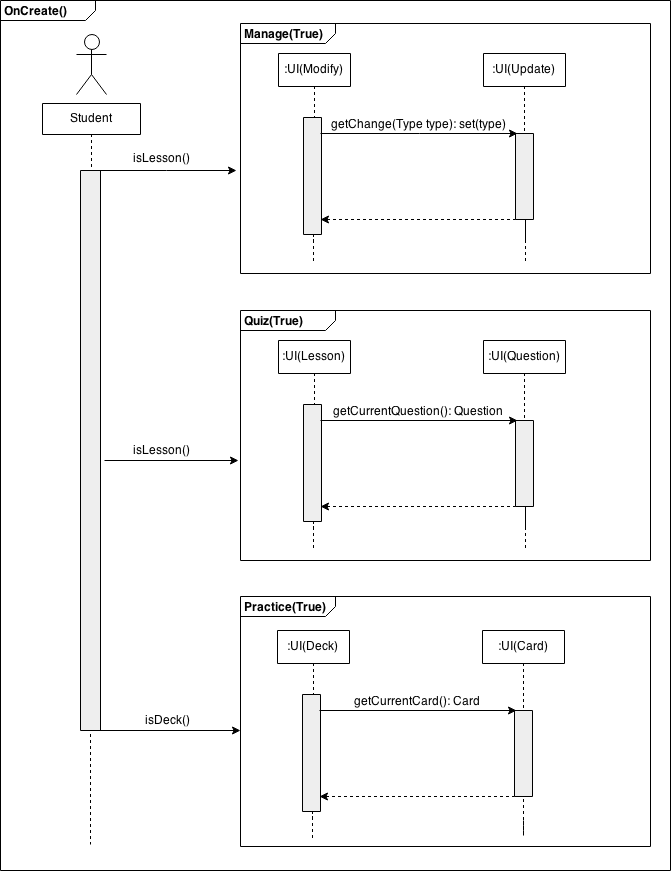 OnCreate()
Student
isLesson()
Manage(True)
:UI(Modify)
:UI(Update)
getChange(Type type): set(type)
isLesson()
Quiz(True)
:UI(Lesson)
:UI(Question)
getCurrentQuestion(): Question
isDeck()
Practice(True)
:UI(Deck)
:UI(Card)
getCurrentCard(): Card